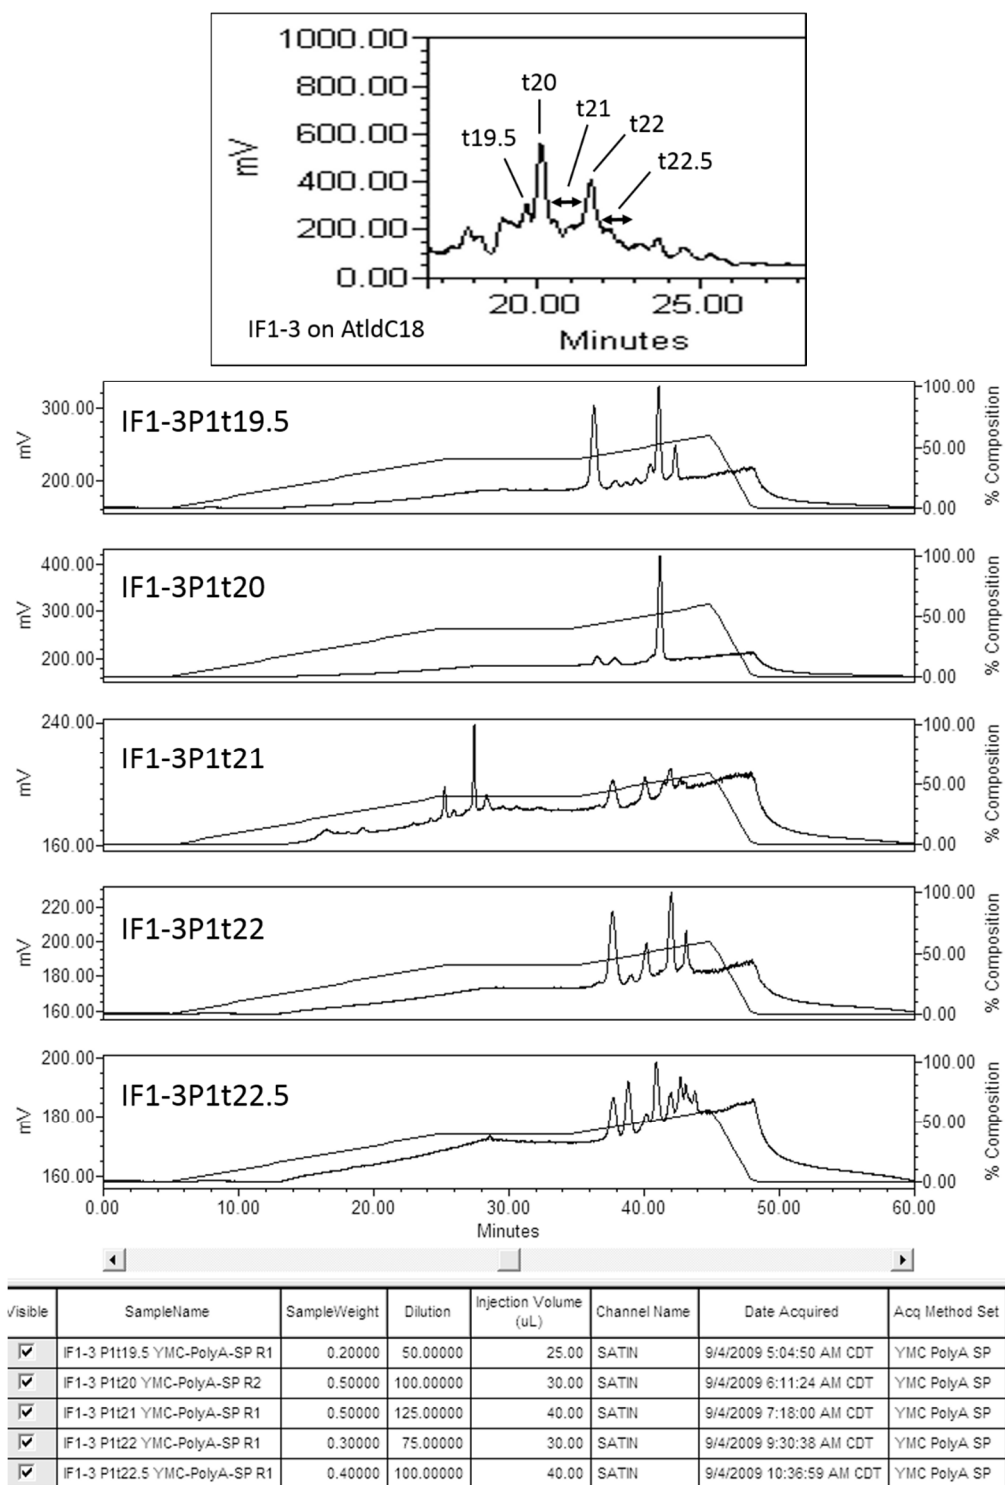 1000.00
800.00
600.00
400.00
200.00
0.00
mV
t19.5
t20
t21
t22
t22.5
20.00 25.00
Minutes
IF1-3 on AtldC18
IF1-3P1t19.5
mV
300.00
200.00
100.00
50.00
0.00
% Composition
IF1-3P1t20
mV
400.00
300.00
200.00
100.00
50.00
0.00
% Composition
IF1-3P1t21
mV
240.00
160.00
100.00
50.00
0.00
% Composition
IF1-3P1t22
mV
220.00
200.00
180.00
160.00
100.00
50.00
0.00
% Composition
IF1-3P1t22.5
mV
200.00
180.00
160.00
100.00
50.00
0.00
% Composition
0.00 10.00 20.00 30.00 40.00 50.00 60.00
Minutes
Visible SampleName SampleWeight Dilution Injection Volume (uL) Channel Name Date Acquired Acq Method Set
IF1-3 P1t19.5 YMC-PolyA-SP R1 0.20000 50.00000 25.00 SATIN 9/4/2009 5:04:50 AM CDT YMC PolyA SP
IF1-3 P1t20 YMC-PolyA-SP R2 0.50000 100.00000 30.00 SATIN 9/4/2009 6:11:24 AM CDT YMC PolyA SP
IF1-3 P1t21 YMC-PolyA-SP R1 0.50000 125.00000 40.00 SATIN 9/4/2009 7:18:00 AM CDT YMC PolyA SP
IF1-3 P1t22 YMC-PolyA-SP R1 0.30000 75.00000 30.00 SATIN 9/4/2009 9:30:38 AM CDT YMC PolyA SP
IF1-3 P1t22.5 YMC-PolyA-SP R1 0.40000 100.00000 40.00 SATIN 9/4/2009 10:36:59 AM CDT YMC PolyA SP